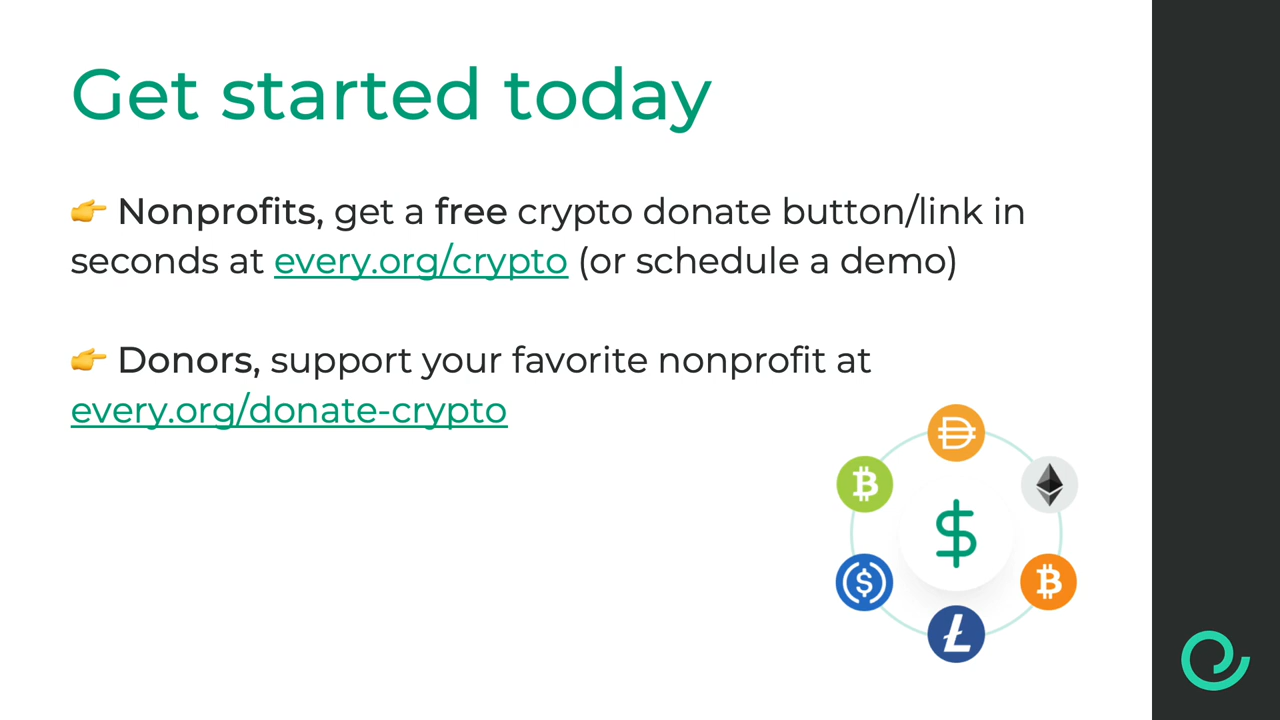 Get started today
👉 Nonprofits, get a free crypto donate button/link in
seconds at every.org/crypto (or schedule a demo)
👉 Donors, support your favorite nonprofit at
every.org/donate-crypto
$